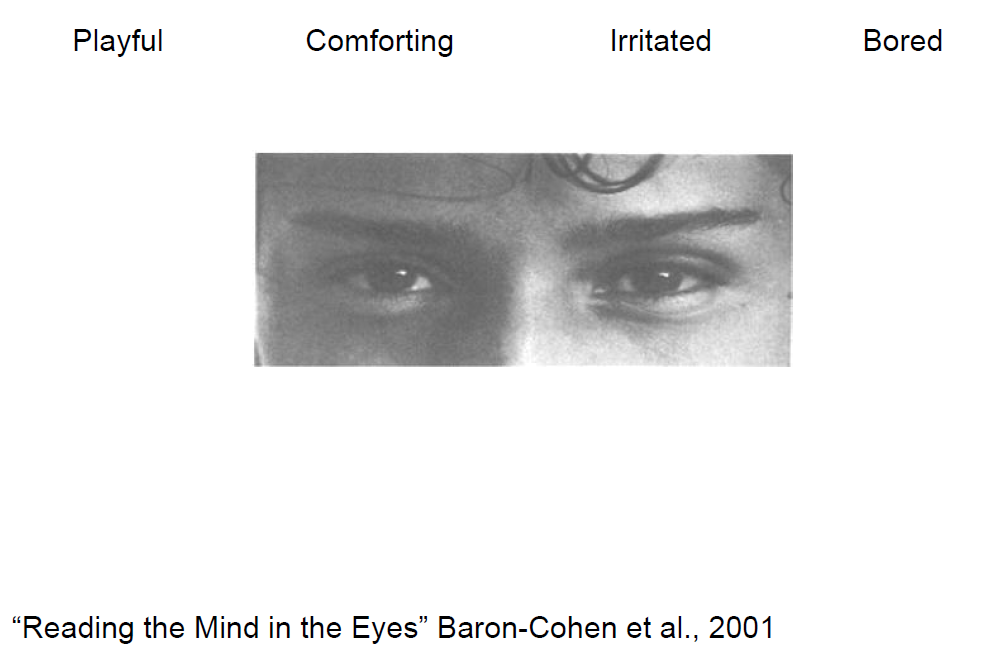 Playful Comforting Irritated Bored
“Reading the Mind in the Eyes” Baron-Cohen et al., 2001